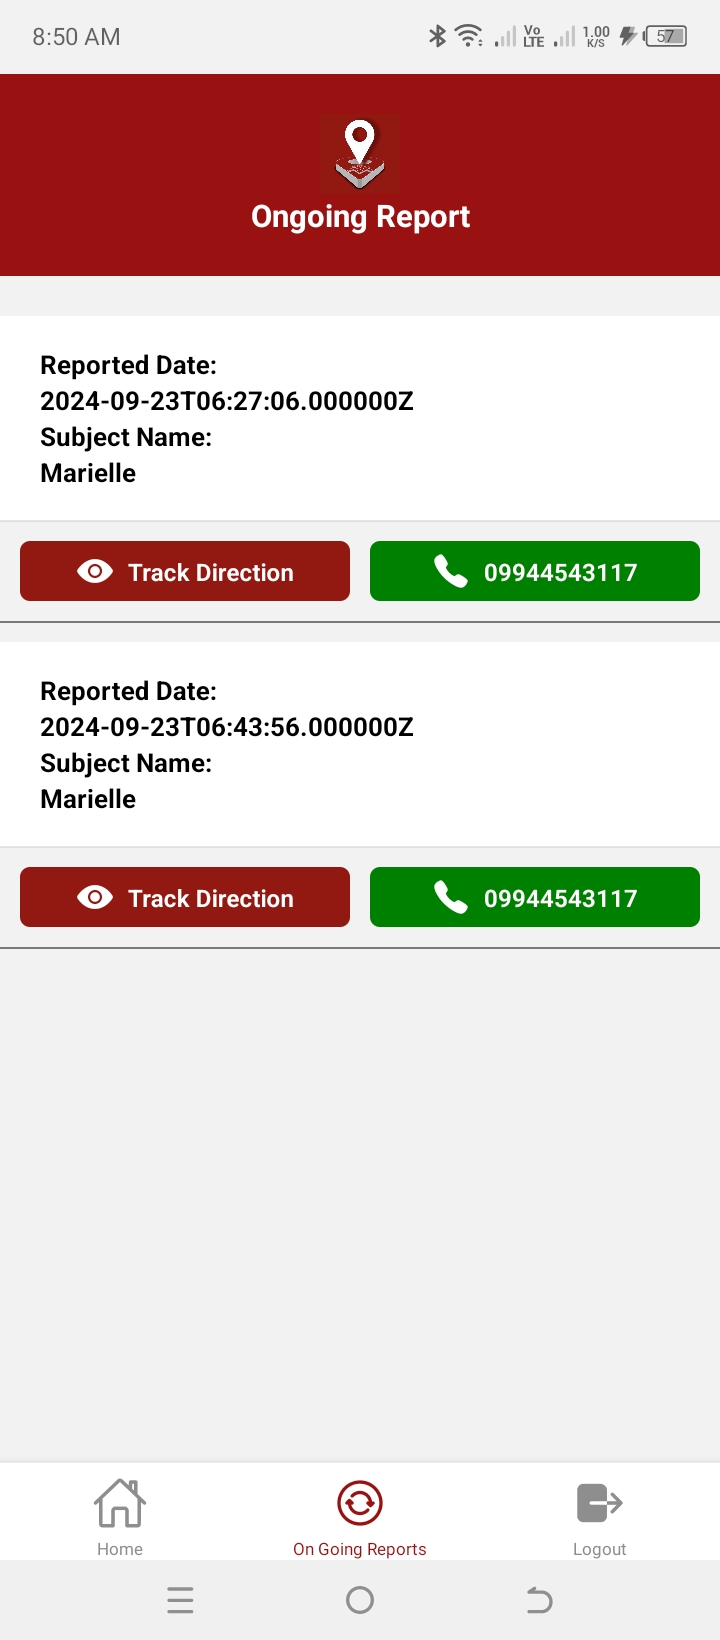 8:50 AM
Vo LTE
1.00 K/S
57
Ongoing Report
Reported Date:
2024-09-23T06:27:06.000000Z
Subject Name:
Marielle
Track Direction
09944543117
Reported Date:
2024-09-23T06:43:56.000000Z
Subject Name:
Marielle
Track Direction
09944543117
Home
On Going Reports
Logout